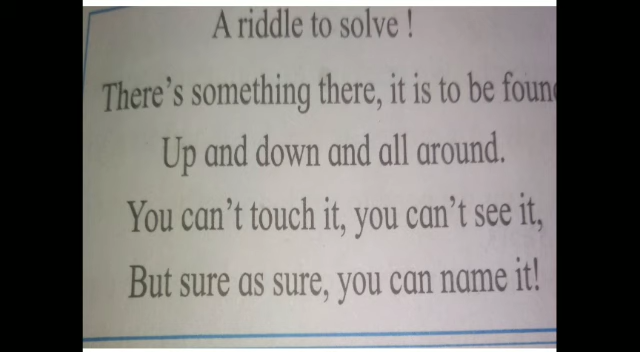 A riddle to solve !
There's something there, it is to be foun
Up and down and all around.
You can't touch it, you can't see it,
But sure as sure, you can name it!